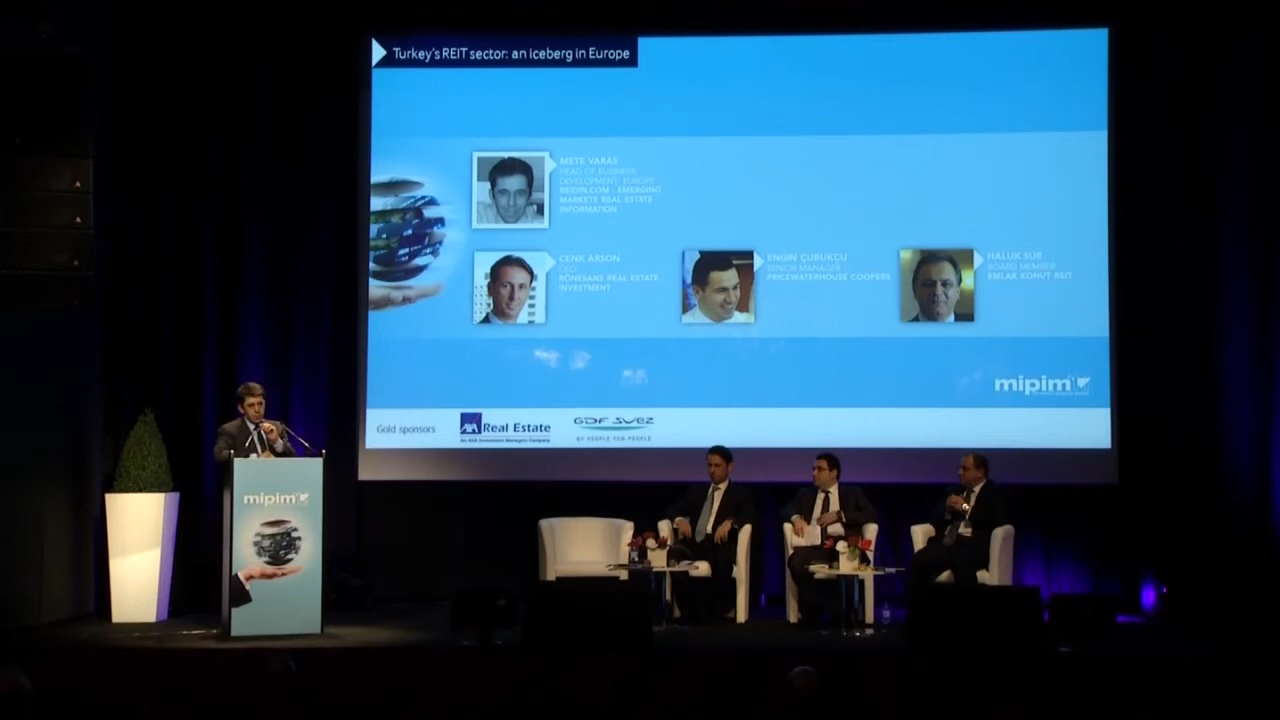 Turkey's REIT sector: an iceberg in Europe
METE VARAS
HEAD OF BUSINESS
DEVELOPMENT- EUROPE
REIDIN.COM - EMERGING
MARKETS REAL ESTATE
INFORMATION
CENK ARSON
CEO
RÖNESANS REAL ESTATE
INVESTMENT
ENGIN ÇUBUKÇU
SENIOR MANAGER
PRICEWATERHOUSE COOPERS
HALUK SUR
BOARD MEMBER
EMLAK KONUT REIT
mipim
Gold sponsors
AXA Real Estate
An AXA Investment Managers Company
GDF SUEZ
BY PEOPLE FOR PEOPLE
mipim